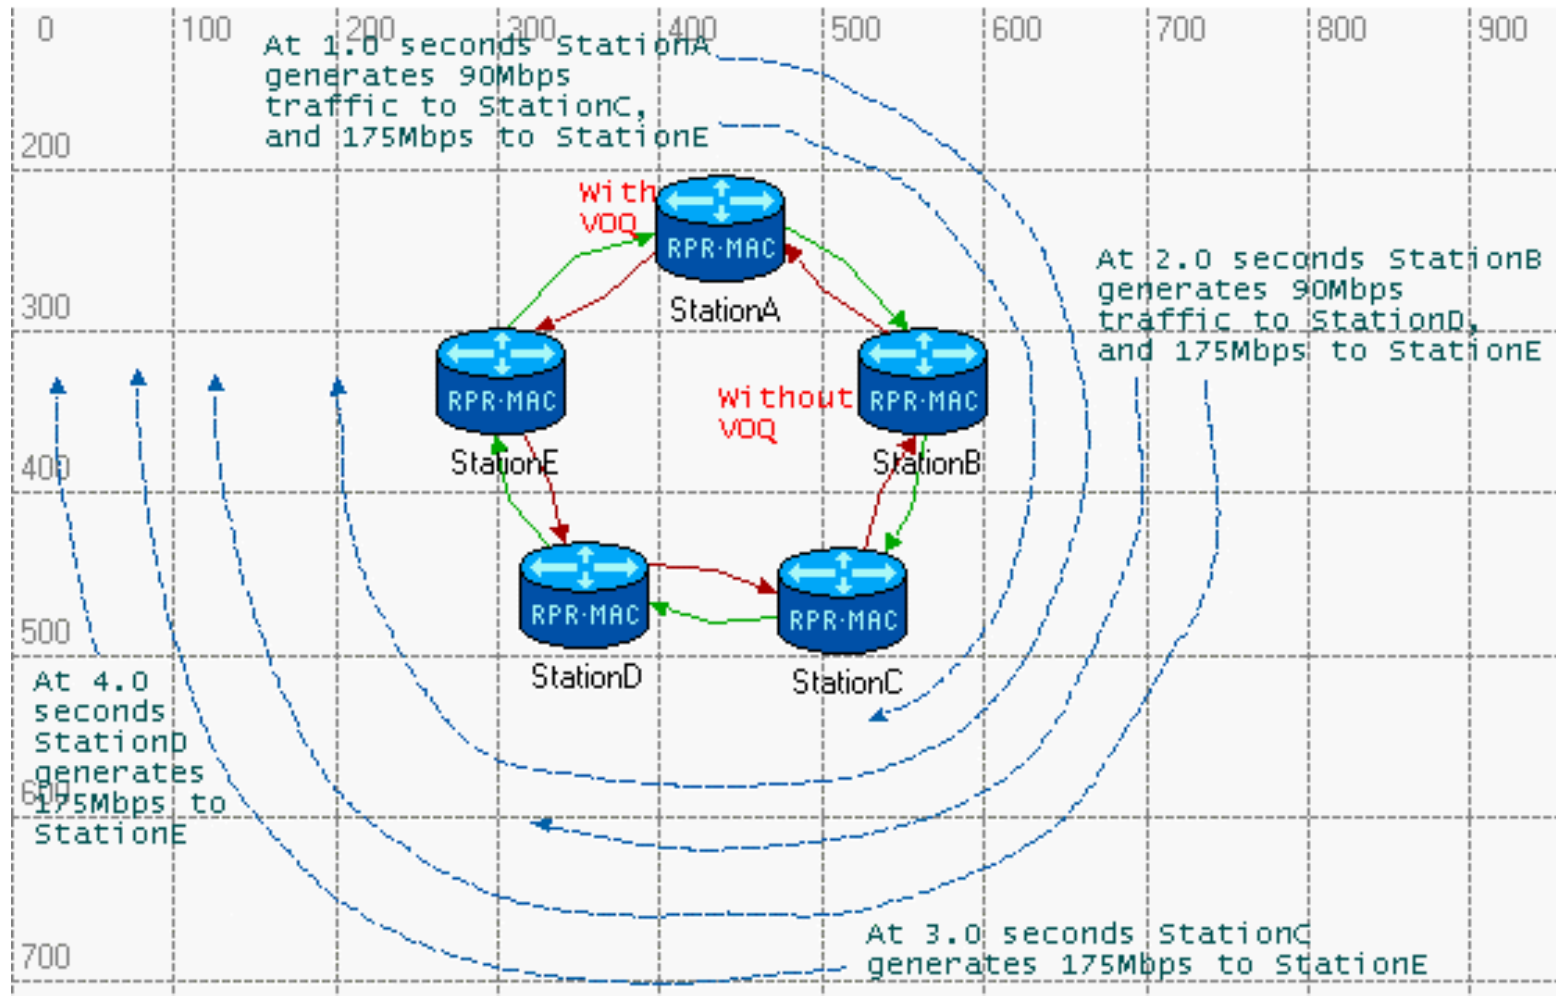 0 100 200 300 400 500 600 700 800 900
At 1.0 seconds StationA
generates 90Mbps
traffic to StationC,
and 175Mbps to StationE
200
With
VOQ
RPR-MAC
StationA
At 2.0 seconds StationB
generates 90Mbps
traffic to StationD,
and 175Mbps to StationE
300
RPR-MAC
StationE
Without
VOQ
RPR-MAC
StationB
400
RPR-MAC
StationD
RPR-MAC
StationC
500
At 4.0
seconds
StationD
generates
175Mbps to
StationE
600
At 3.0 seconds StationC
generates 175Mbps to StationE
700